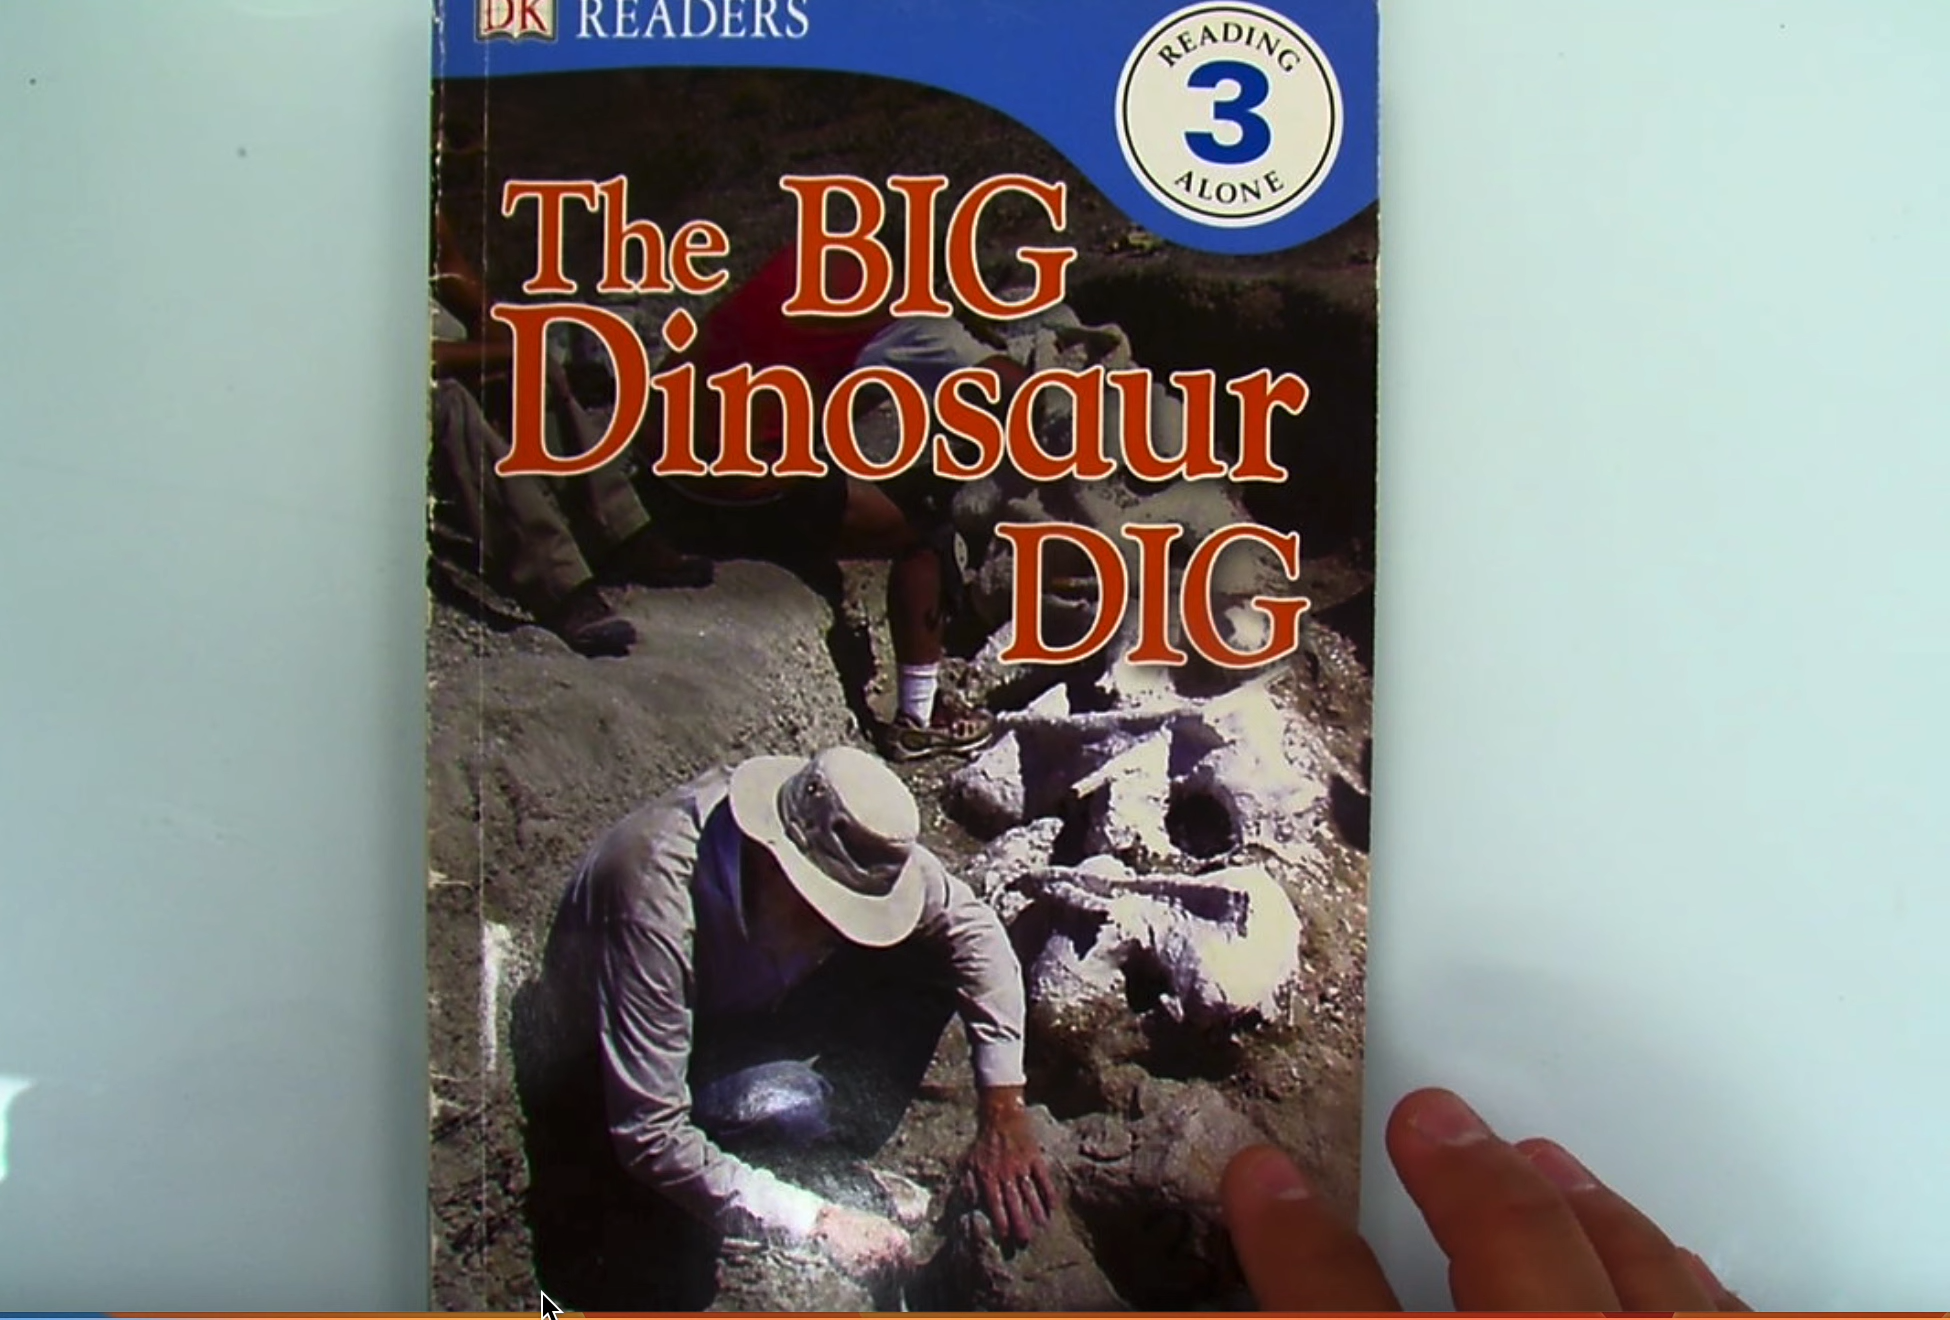 DK READERS
READING
3
ALONE
The BIG
Dinosaur
DIG